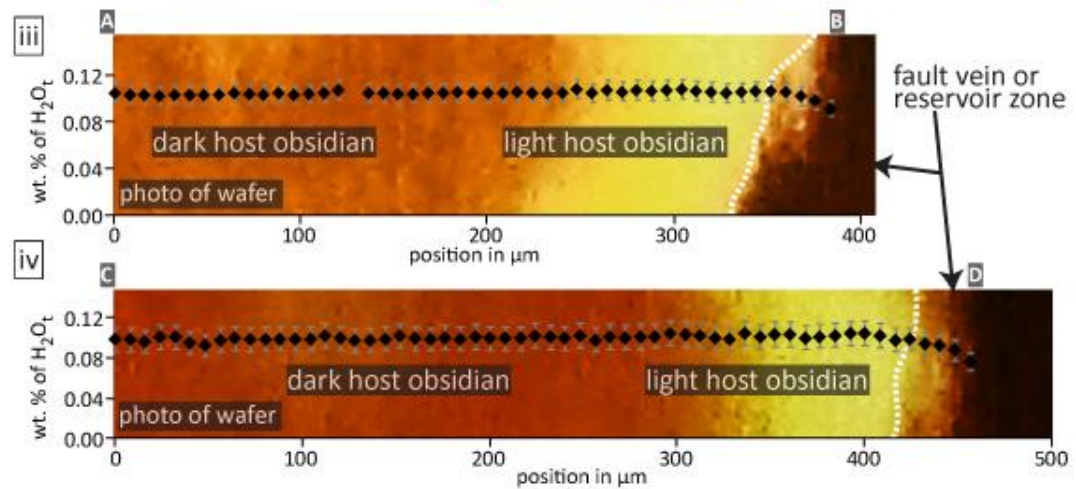 iii
A
B
wt. % of H₂Oₜ
0.12
0.08
0.04
0.00
dark host obsidian
light host obsidian
photo of wafer
0 100 200 300 400
position in µm
fault vein or
reservoir zone
iv
C
D
wt. % of H₂Oₜ
0.12
0.08
0.04
0.00
dark host obsidian
light host obsidian
photo of wafer
0 100 200 300 400 500
position in µm